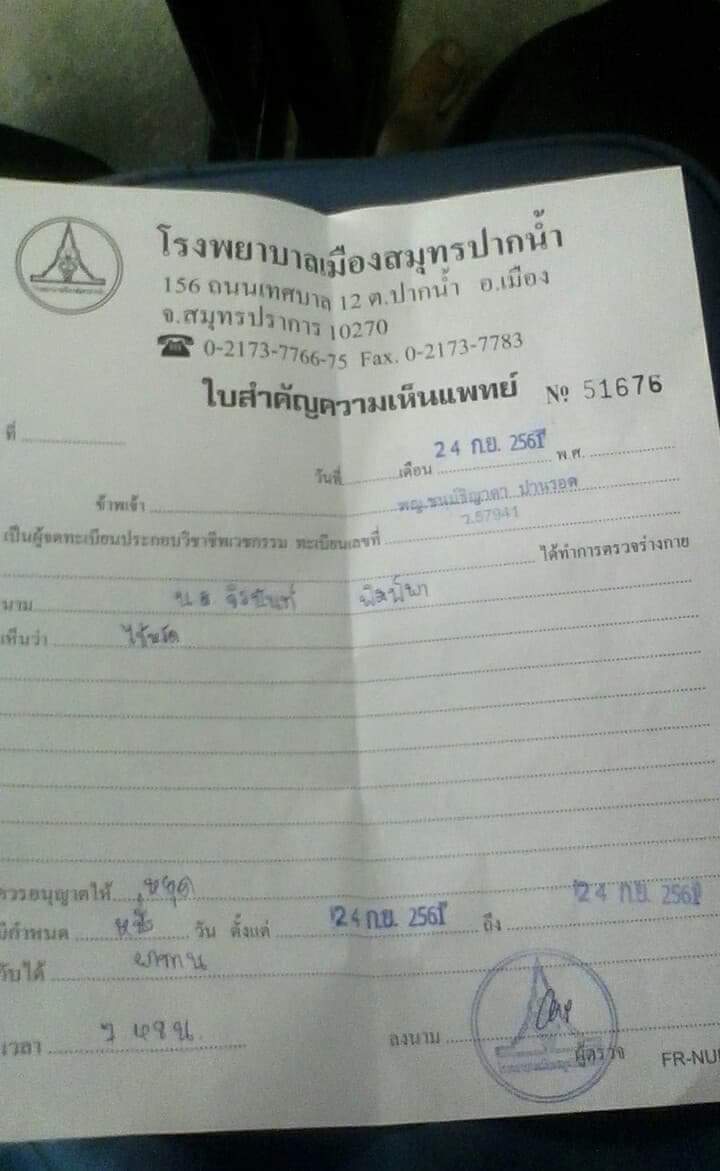 โรงพยาบาลเมืองสมุทรปากน้ำ
156 ถนนเทศบาล 12 ต.ปากน้ำ อ.เมือง
จ.สมุทรปราการ 10270
0-2173-7766-75 Fax. 0-2173-7783
ใบสำคัญความเห็นแพทย์ № 51676
ที่
วันที่ เดือน 24 ก.ย. 2561 พ.ศ.
ข้าพเจ้า
ว.57941
เป็นผู้จดทะเบียนประกอบวิชาชีพเวชกรรม ทะเบียนเลขที่
ได้ทำการตรวจร่างกาย
นาม น.ส.
เห็นว่า ไข้หวัด
ควรอนุญาตให้ หยุด
มีกำหนด หนึ่ง วัน ตั้งแต่ 24 ก.ย. 2561 ถึง 24 ก.ย. 2561
รับได้
เวลา
ลงนาม
ผู้ตรวจ FR-NU